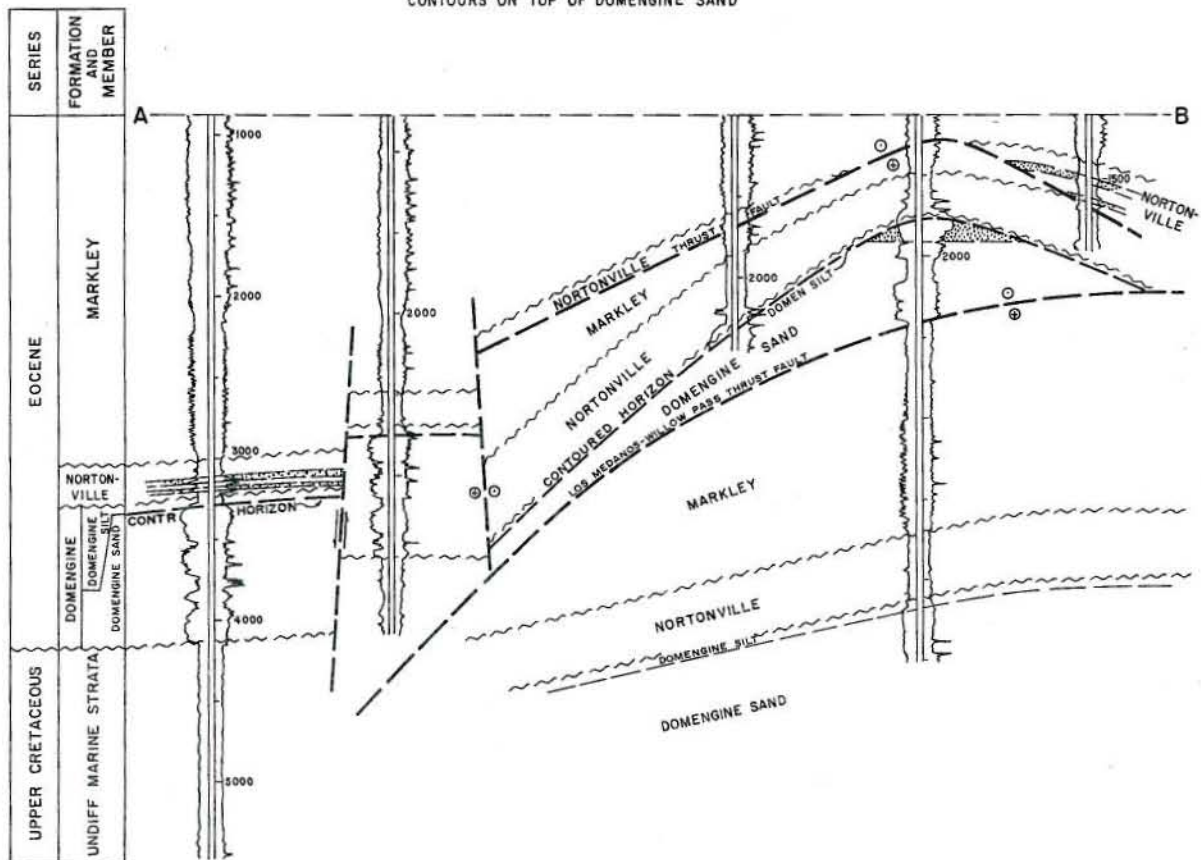 CONTOURS ON TOP OF DOMENGINE SAND
SERIES
FORMATION
AND
MEMBER
EOCENE
UPPER CRETACEOUS
MARKLEY
NORTON-
VILLE
DOMENGINE
DOMENGINE
SILT
DOMENGINE SAND
UNDIFF MARINE STRATA
A
B
1000
2000
3000
4000
5000
CONT R
HORIZON
2000
NORTONVILLE THRUST FAULT
MARKLEY
NORTONVILLE
CONTOURED HORIZON
DOMEN SILT
DOMENGINE SAND
LOS MEDANOS-WILLOW PASS THRUST FAULT
2000
2000
1500
NORTON-
VILLE
MARKLEY
NORTONVILLE
DOMENGINE SILT
DOMENGINE SAND